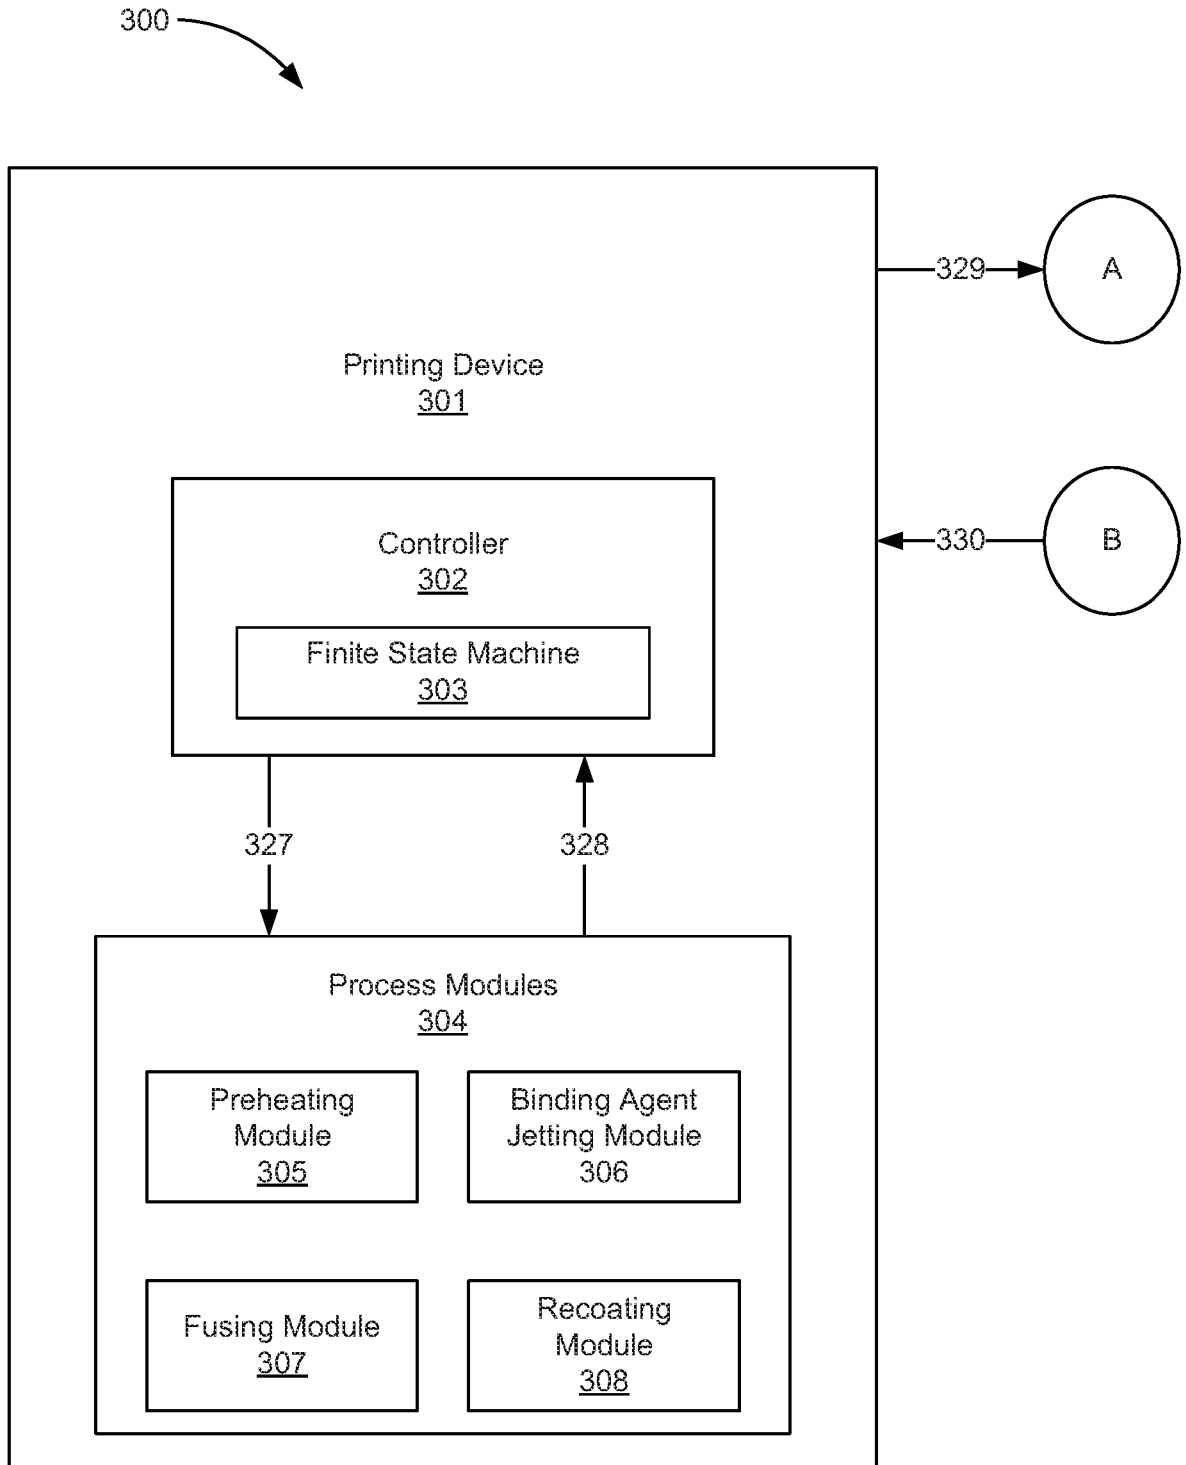 300
329
A
Printing Device
301
330
B
Controller
302
Finite State Machine
303
327
328
Process Modules
304
Preheating
Module
305
Binding Agent
Jetting Module
306
Fusing Module
307
Recoating
Module
308